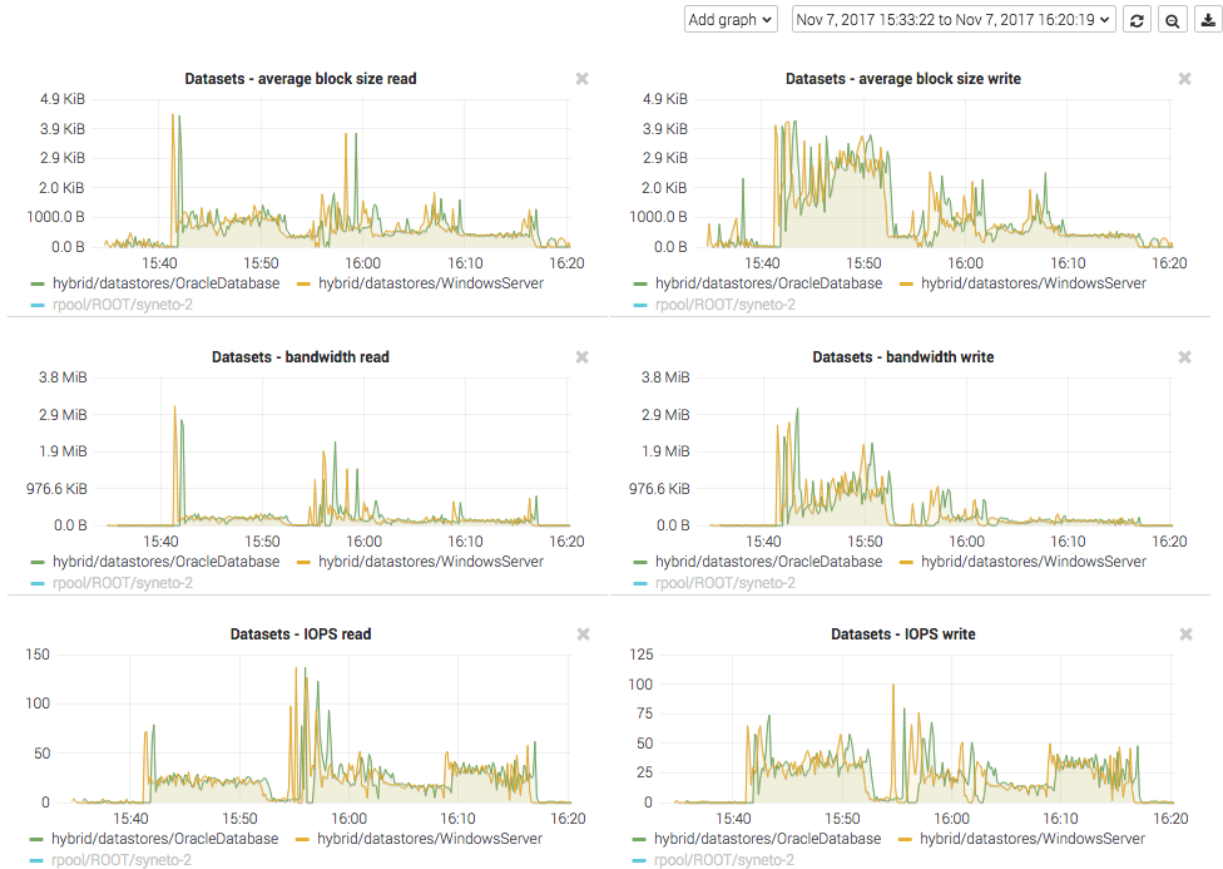 Add graph
Nov 7, 2017 15:33:22 to Nov 7, 2017 16:20:19
Datasets - average block size read
4.9 KiB
3.9 KiB
2.9 KiB
2.0 KiB
1000.0 B
0.0 B
15:40 15:50 16:00 16:10 16:20
hybrid/datastores/OracleDatabase hybrid/datastores/WindowsServer
rpool/ROOT/syneto-2
Datasets - average block size write
4.9 KiB
3.9 KiB
2.9 KiB
2.0 KiB
1000.0 B
0.0 B
15:40 15:50 16:00 16:10 16:20
hybrid/datastores/OracleDatabase hybrid/datastores/WindowsServer
rpool/ROOT/syneto-2
Datasets - bandwidth read
3.8 MiB
2.9 MiB
1.9 MiB
976.6 KiB
0.0 B
15:40 15:50 16:00 16:10 16:20
hybrid/datastores/OracleDatabase hybrid/datastores/WindowsServer
rpool/ROOT/syneto-2
Datasets - bandwidth write
3.8 MiB
2.9 MiB
1.9 MiB
976.6 KiB
0.0 B
15:40 15:50 16:00 16:10 16:20
hybrid/datastores/OracleDatabase hybrid/datastores/WindowsServer
rpool/ROOT/syneto-2
Datasets - IOPS read
150
100
50
0
15:40 15:50 16:00 16:10 16:20
hybrid/datastores/OracleDatabase hybrid/datastores/WindowsServer
rpool/ROOT/syneto-2
Datasets - IOPS write
125
100
75
50
25
0
15:40 15:50 16:00 16:10 16:20
hybrid/datastores/OracleDatabase hybrid/datastores/WindowsServer
rpool/ROOT/syneto-2